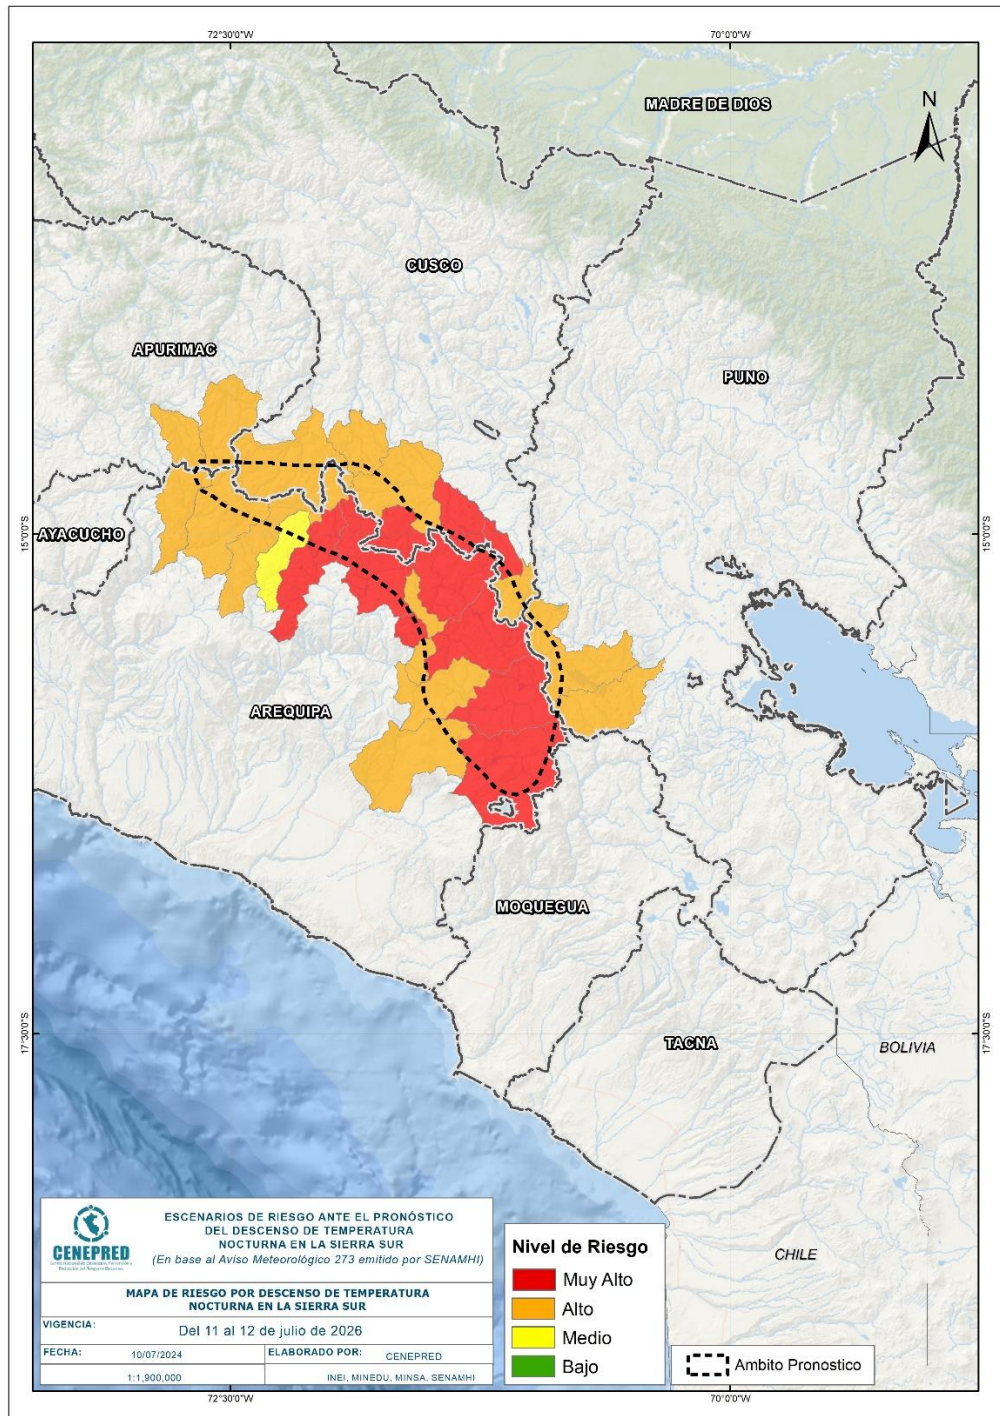 72°30'0"W
70°0'0"W
MADRE DE DIOS
N
CUSCO
APURIMAC
PUNO
15°0'0"S
AYACUCHO
15°0'0"S
AREQUIPA
MOQUEGUA
17°30'0"S
TACNA
BOLIVIA
17°30'0"S
CHILE
CENEPRED
ESCENARIOS DE RIESGO ANTE EL PRONÓSTICO
DEL DESCENSO DE TEMPERATURA
NOCTURNA EN LA SIERRA SUR
(En base al Aviso Meteorológico 273 emitido por SENAMHI)
MAPA DE RIESGO POR DESCENSO DE TEMPERATURA
NOCTURNA EN LA SIERRA SUR
VIGENCIA: Del 11 al 12 de julio de 2026
FECHA: 10/07/2024 ELABORADO POR: CENEPRED
1:1,900,000 INEI, MINEDU, MINSA, SENAMHI
Nivel de Riesgo
Muy Alto
Alto
Medio
Bajo
Ambito Pronostico
72°30'0"W
70°0'0"W